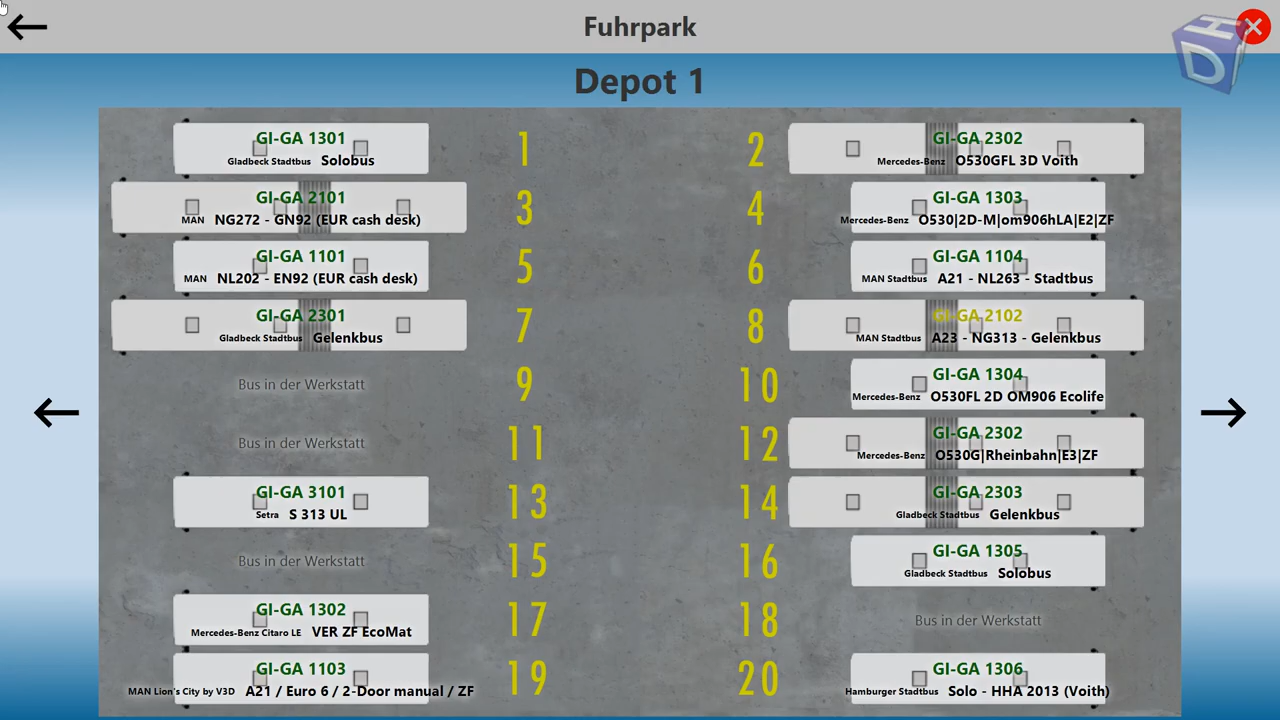 Fuhrpark
DH
Depot 1
GI-GA 1301
Gladbeck Stadtbus Solobus
1
2
GI-GA 2302
Mercedes-Benz O530GFL 3D Voith
GI-GA 2101
MAN NG272 - GN92 (EUR cash desk)
3
4
GI-GA 1303
Mercedes-Benz O530|2D-M|om906hLA|E2|ZF
GI-GA 1101
MAN NL202 - EN92 (EUR cash desk)
5
6
GI-GA 1104
MAN Stadtbus A21 - NL263 - Stadtbus
GI-GA 2301
Gladbeck Stadtbus Gelenkbus
7
8
GI-GA 2102
MAN Stadtbus A23 - NG313 - Gelenkbus
Bus in der Werkstatt
9
10
GI-GA 1304
Mercedes-Benz O530FL 2D OM906 Ecolife
Bus in der Werkstatt
11
12
GI-GA 2302
Mercedes-Benz O530G|Rheinbahn|E3|ZF
GI-GA 3101
Setra S 313 UL
13
14
GI-GA 2303
Gladbeck Stadtbus Gelenkbus
Bus in der Werkstatt
15
16
GI-GA 1305
Gladbeck Stadtbus Solobus
GI-GA 1302
Mercedes-Benz Citaro LE VER ZF EcoMat
17
18
Bus in der Werkstatt
GI-GA 1103
MAN Lion's City by V3D A21 / Euro 6 / 2-Door manual / ZF
19
20
GI-GA 1306
Hamburger Stadtbus Solo - HHA 2013 (Voith)